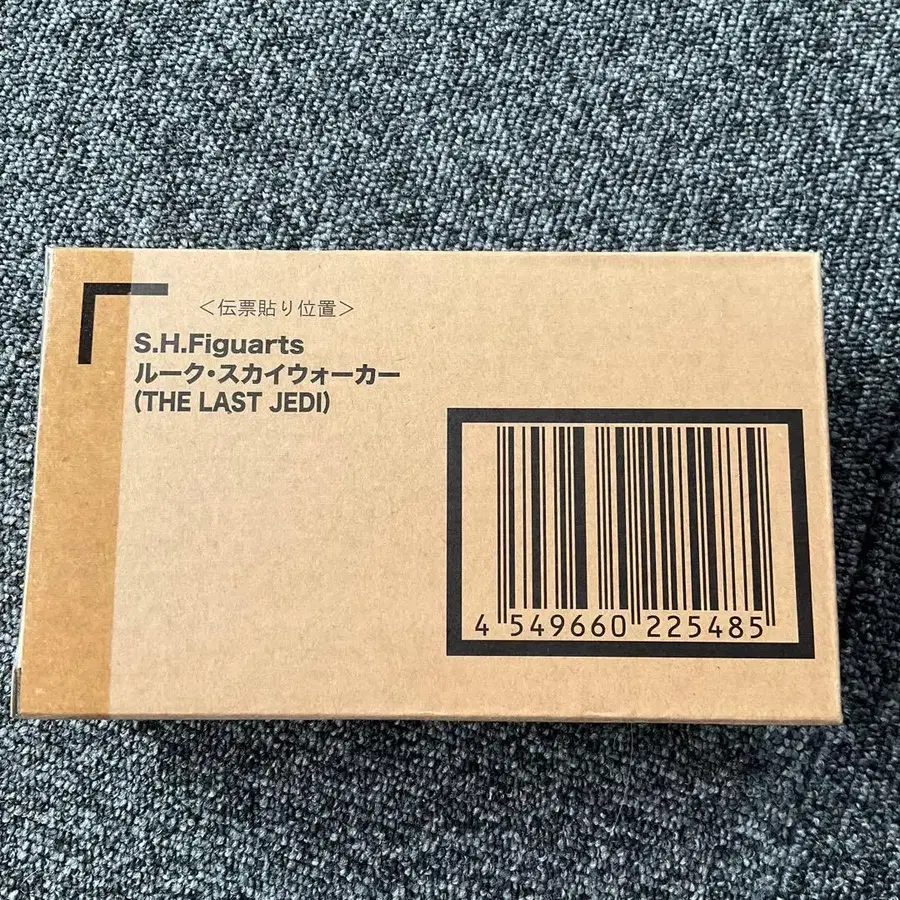 ＜伝票貼り位置＞
S.H.Figuarts
ルーク・スカイウォーカー
(THE LAST JEDI)
4 549660 225485